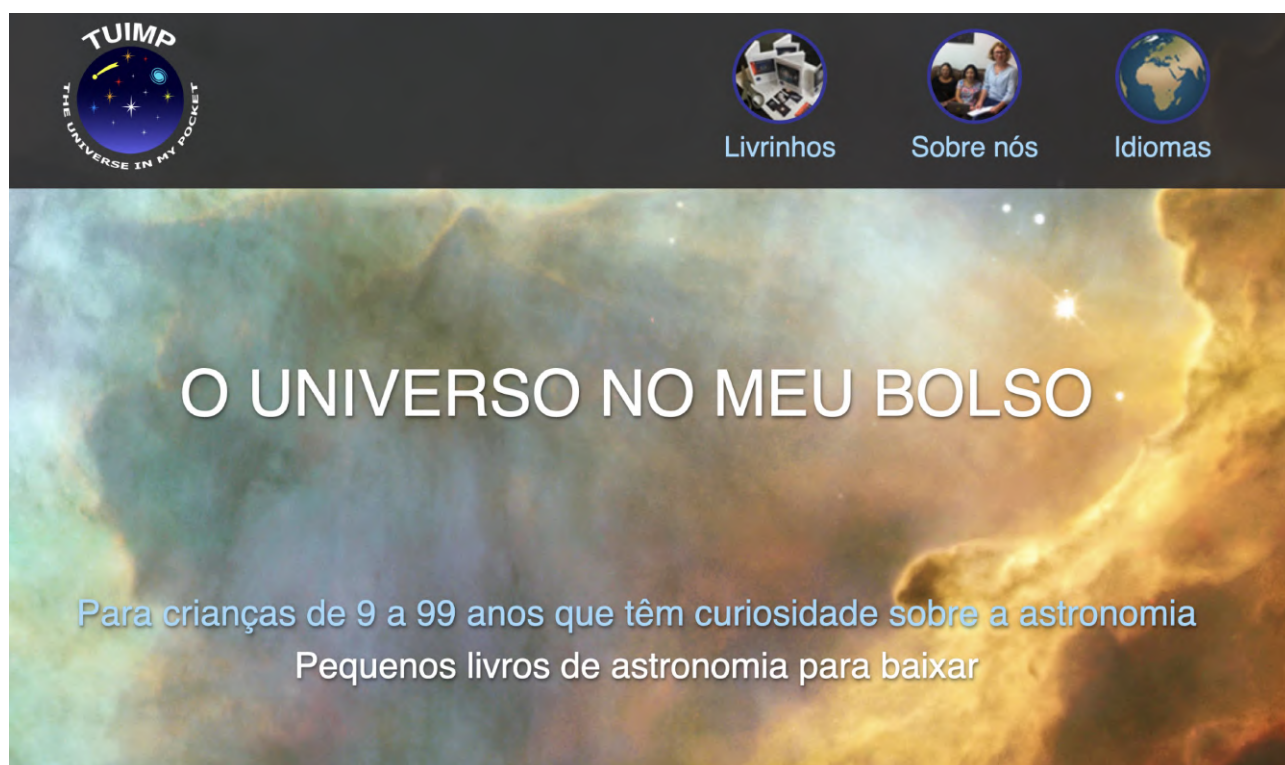 TUIMP
THE UNIVERSE IN MY POCKET
Livrinhos
Sobre nós
Idiomas
O UNIVERSO NO MEU BOLSO
Para crianças de 9 a 99 anos que têm curiosidade sobre a astronomia
Pequenos livros de astronomia para baixar